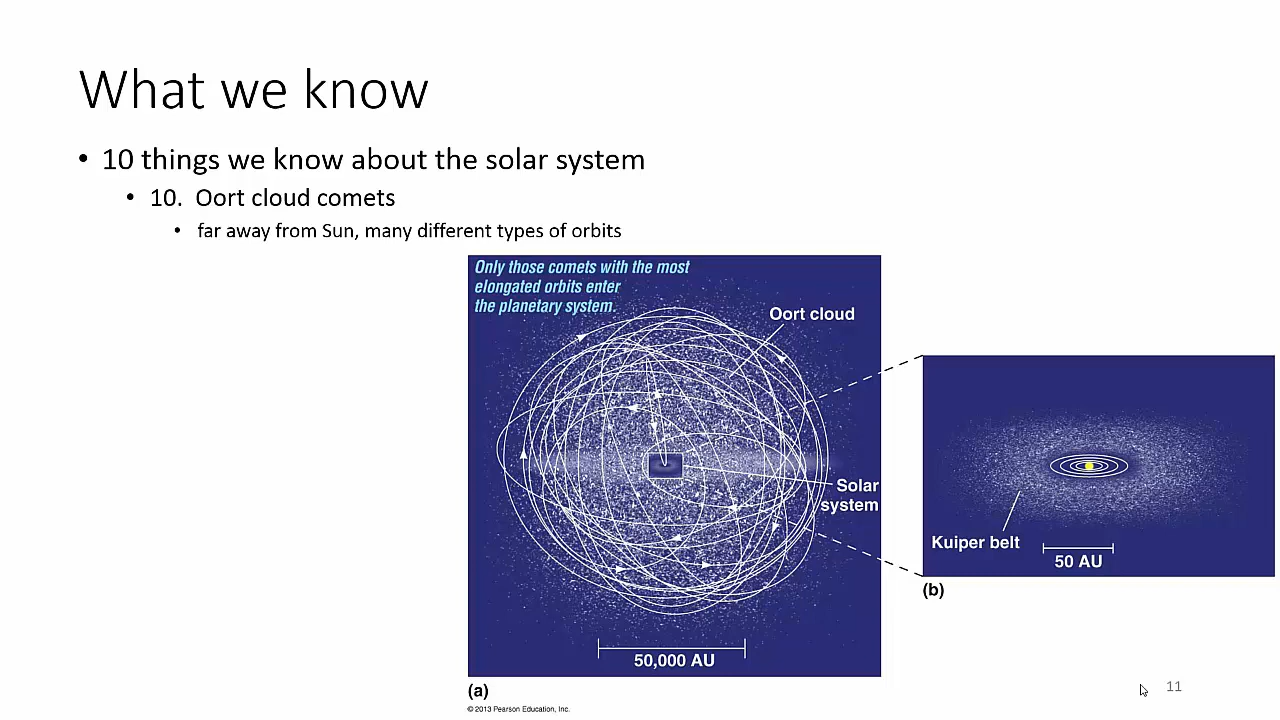 What we know
• 10 things we know about the solar system
• 10. Oort cloud comets
• far away from Sun, many different types of orbits
Only those comets with the most
elongated orbits enter
the planetary system.
Oort cloud
Solar
system
50,000 AU
(a)
© 2013 Pearson Education, Inc.
Kuiper belt
50 AU
(b)
11